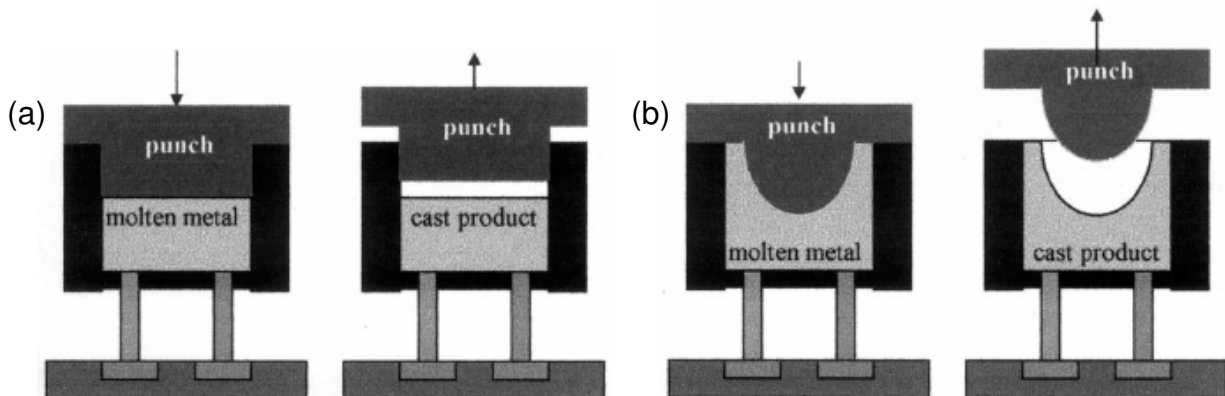 (a)
punch
molten metal
punch
cast product
(b)
punch
molten metal
punch
cast product